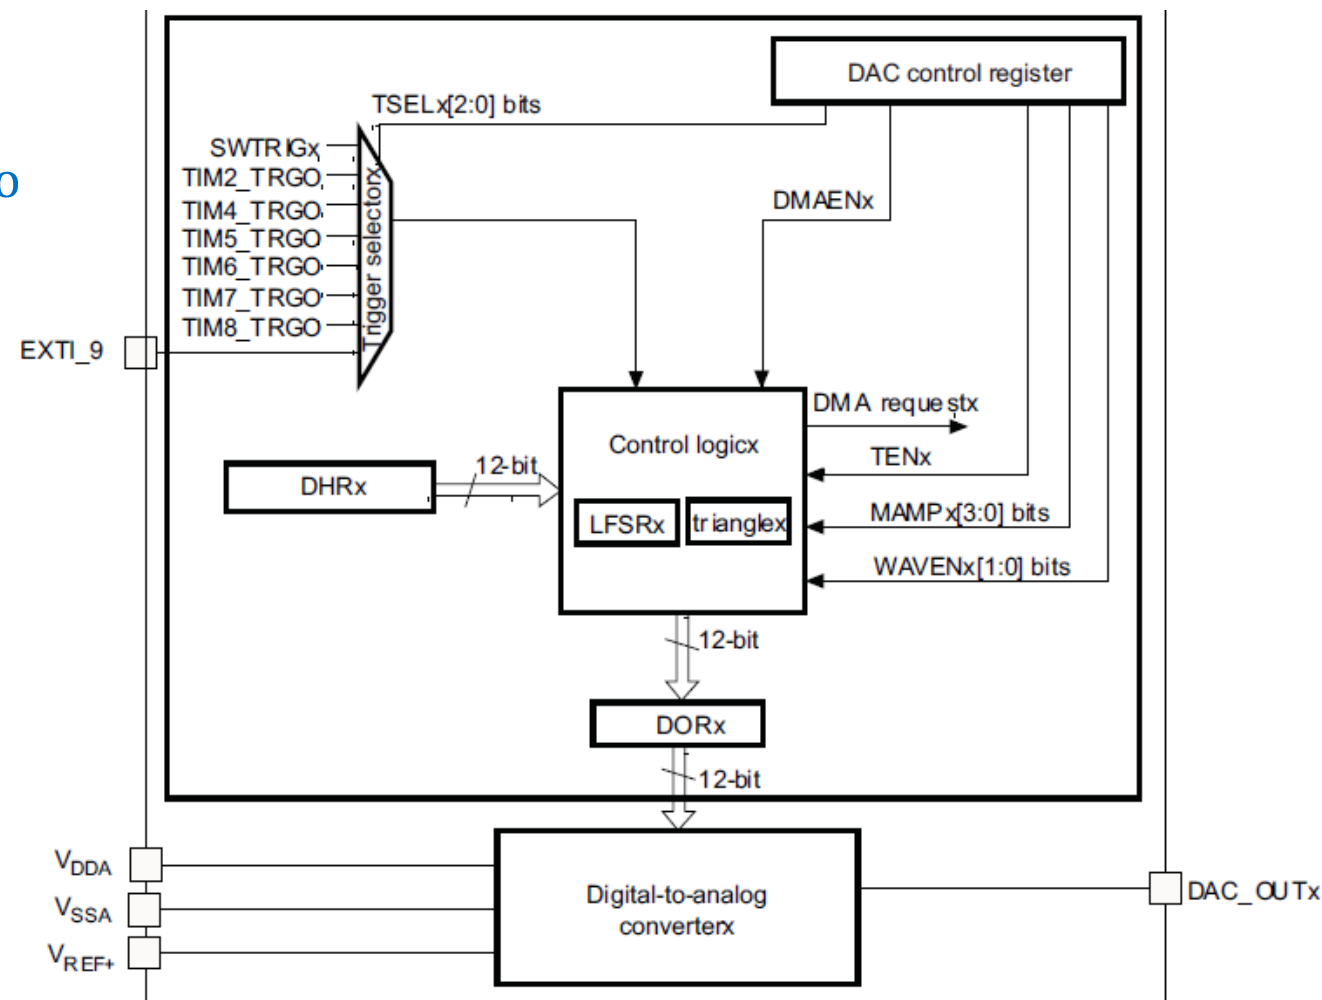 DAC control register
TSELx[2:0] bits
SWTRIGx
o
TIM2_TRGO
DMAENx
TIM4_TRGO
TIM5_TRGO
TIM6_TRGO
TIM7_TRGO
TIM8_TRGO
Trigger selectorx
EXTI_9
DMA requestx
Control logicx
TENx
12-bit
DHRx
MAMPx[3:0] bits
LFSRx
trianglex
WAVENx[1:0] bits
12-bit
DORx
12-bit
VDDA
Digital-to-analog
converterx
DAC_OUTx
VSSA
VREF+